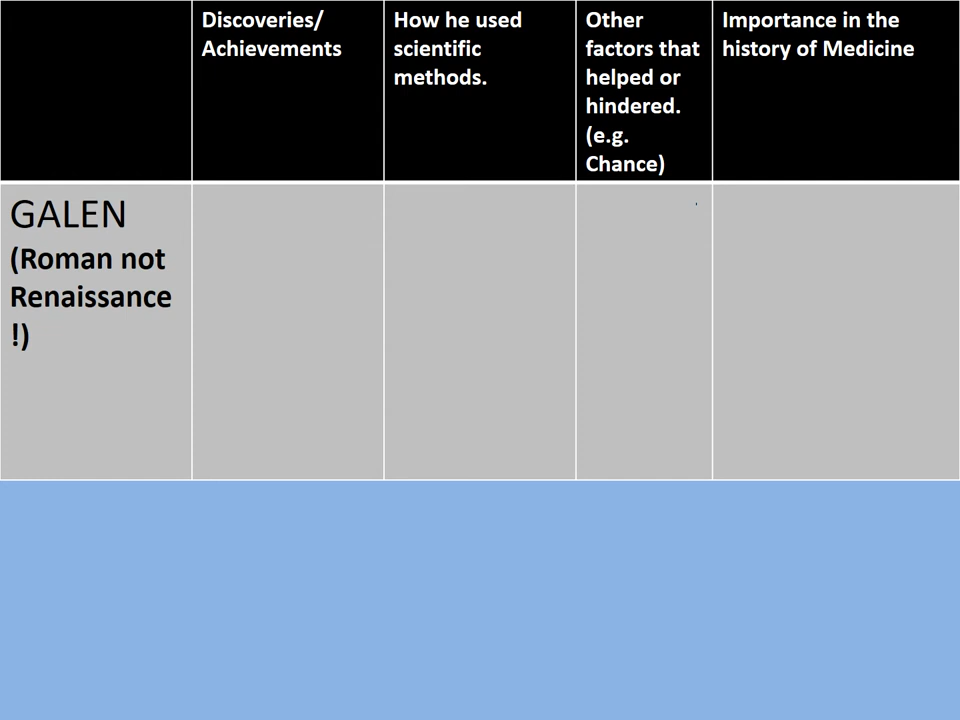 Discoveries/
Achievements
How he used
scientific
methods.
Other
factors that
helped or
hindered.
(e.g.
Chance)
Importance in the
history of Medicine
GALEN
(Roman not
Renaissance
!)